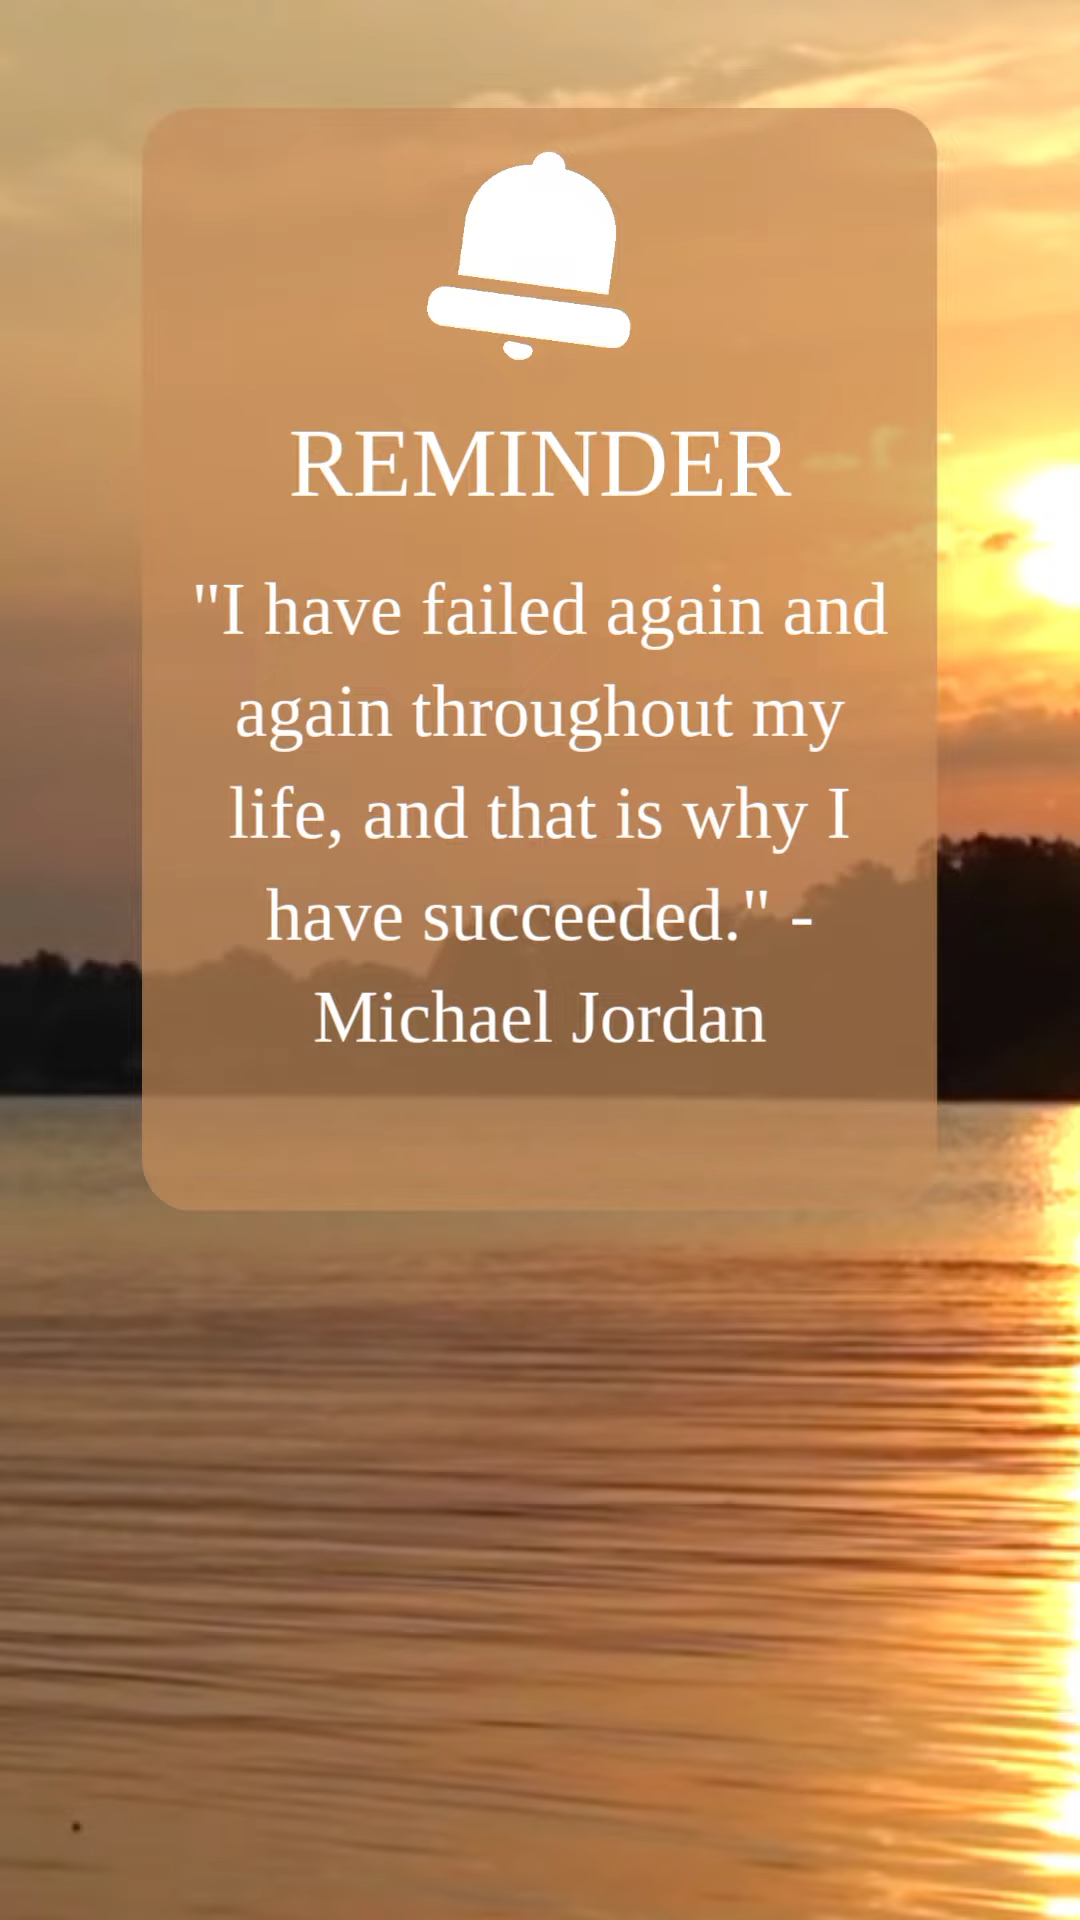 REMINDER
"I have failed again and
again throughout my
life, and that is why I
have succeeded." -
Michael Jordan